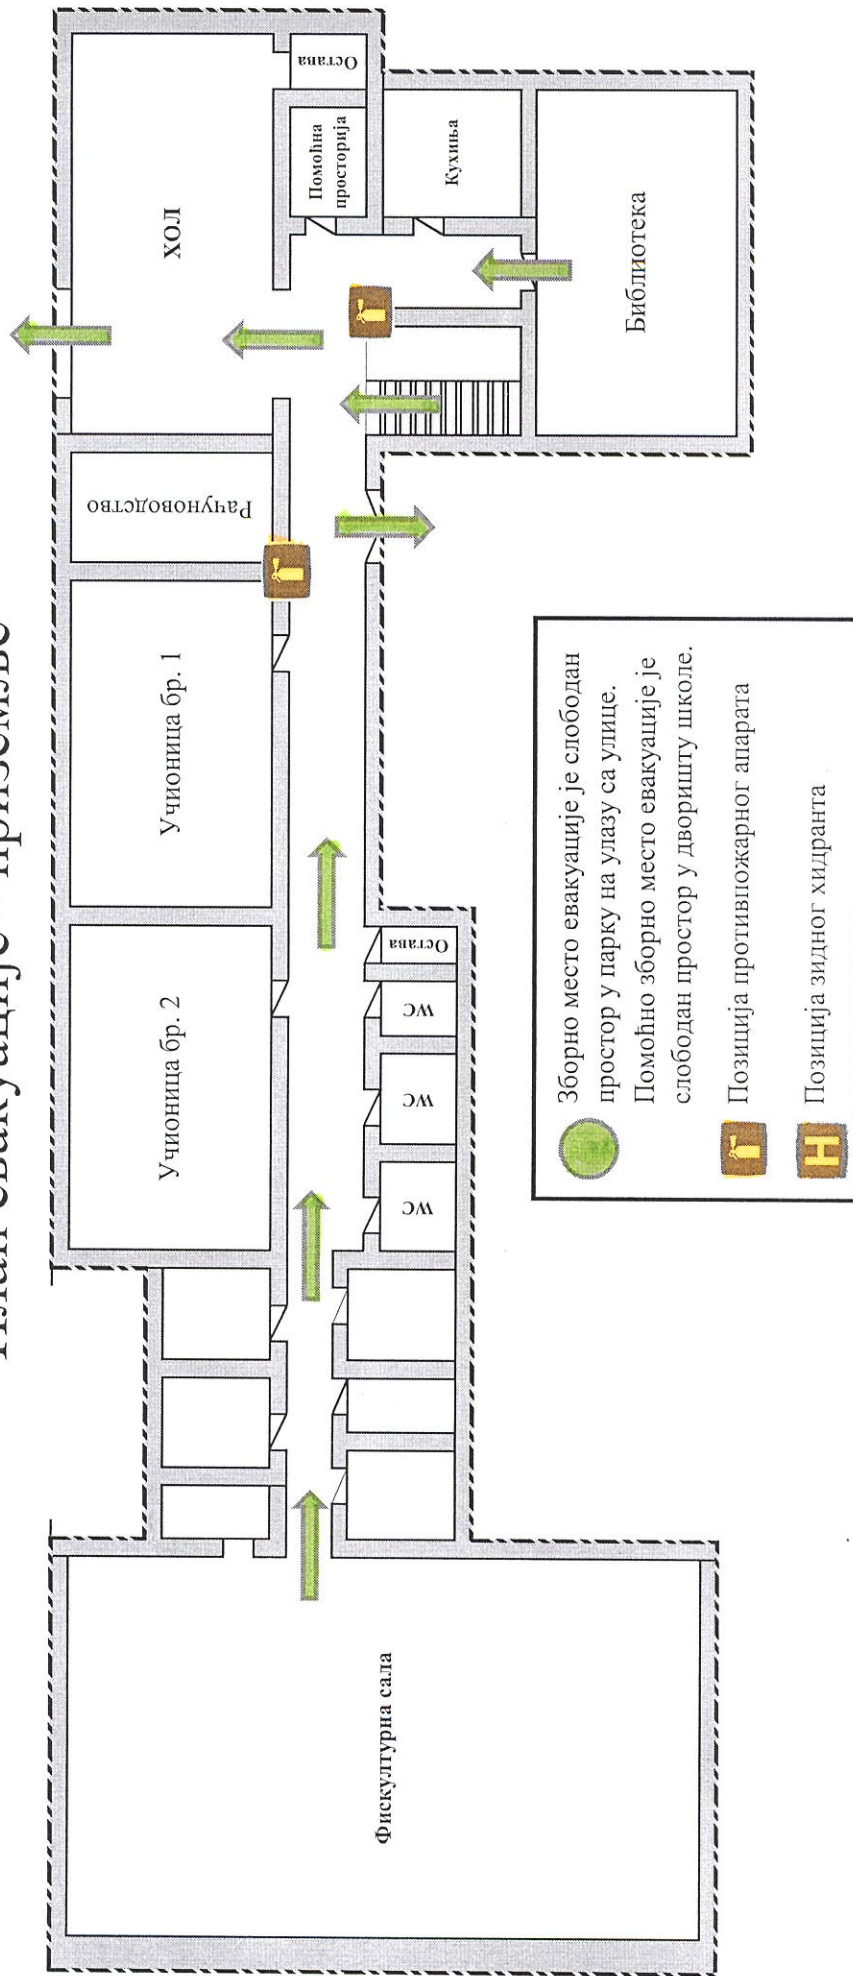 План евакуације - приземље
Фискултурна сала
Учионица бр. 2
Учионица бр. 1
Рачуноводство
ХОЛ
Остава
Помоћна
просторија
Кухиња
Библиотека
WC
WC
WC
Остава
Зборно место евакуације је слободан
простор у парку на улазу са улице.
Помоћно зборно место евакуације је
слободан простор у дворишту школе.
Позиција противпожарног апарата
H
Позиција зидног хидранта